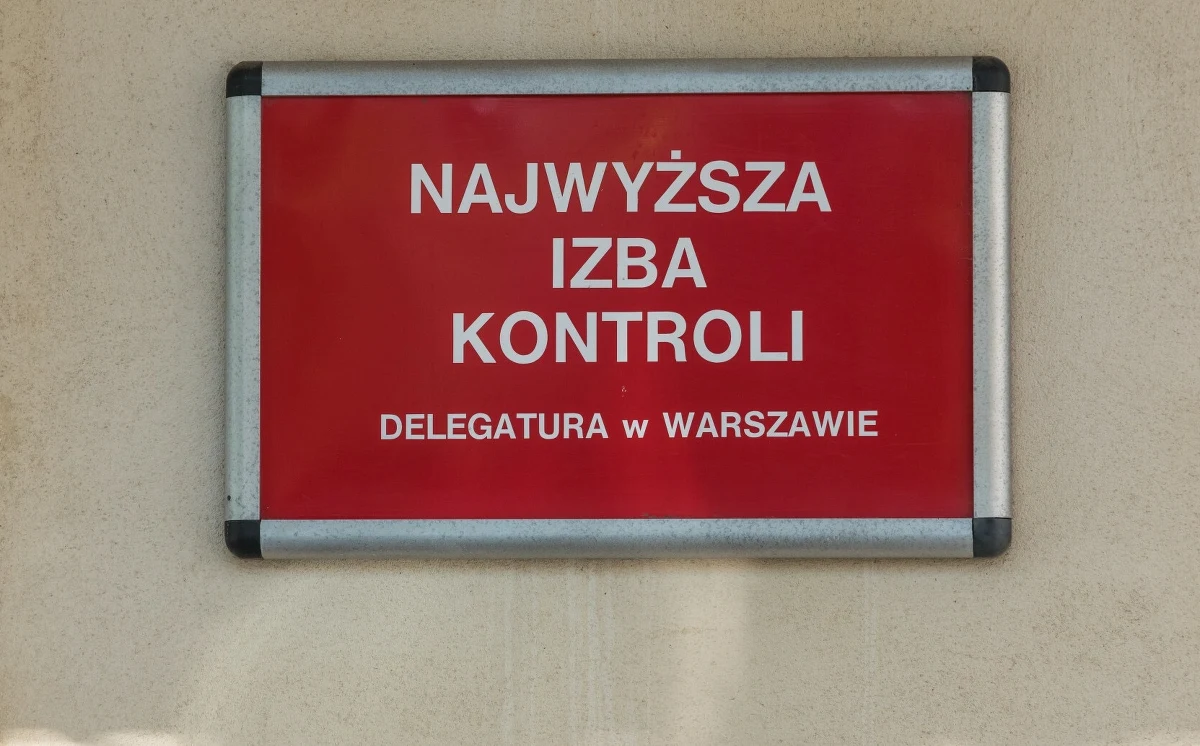 NAJWYŻSZA
IZBA
KONTROLI
DELEGATURA w WARSZAWIE